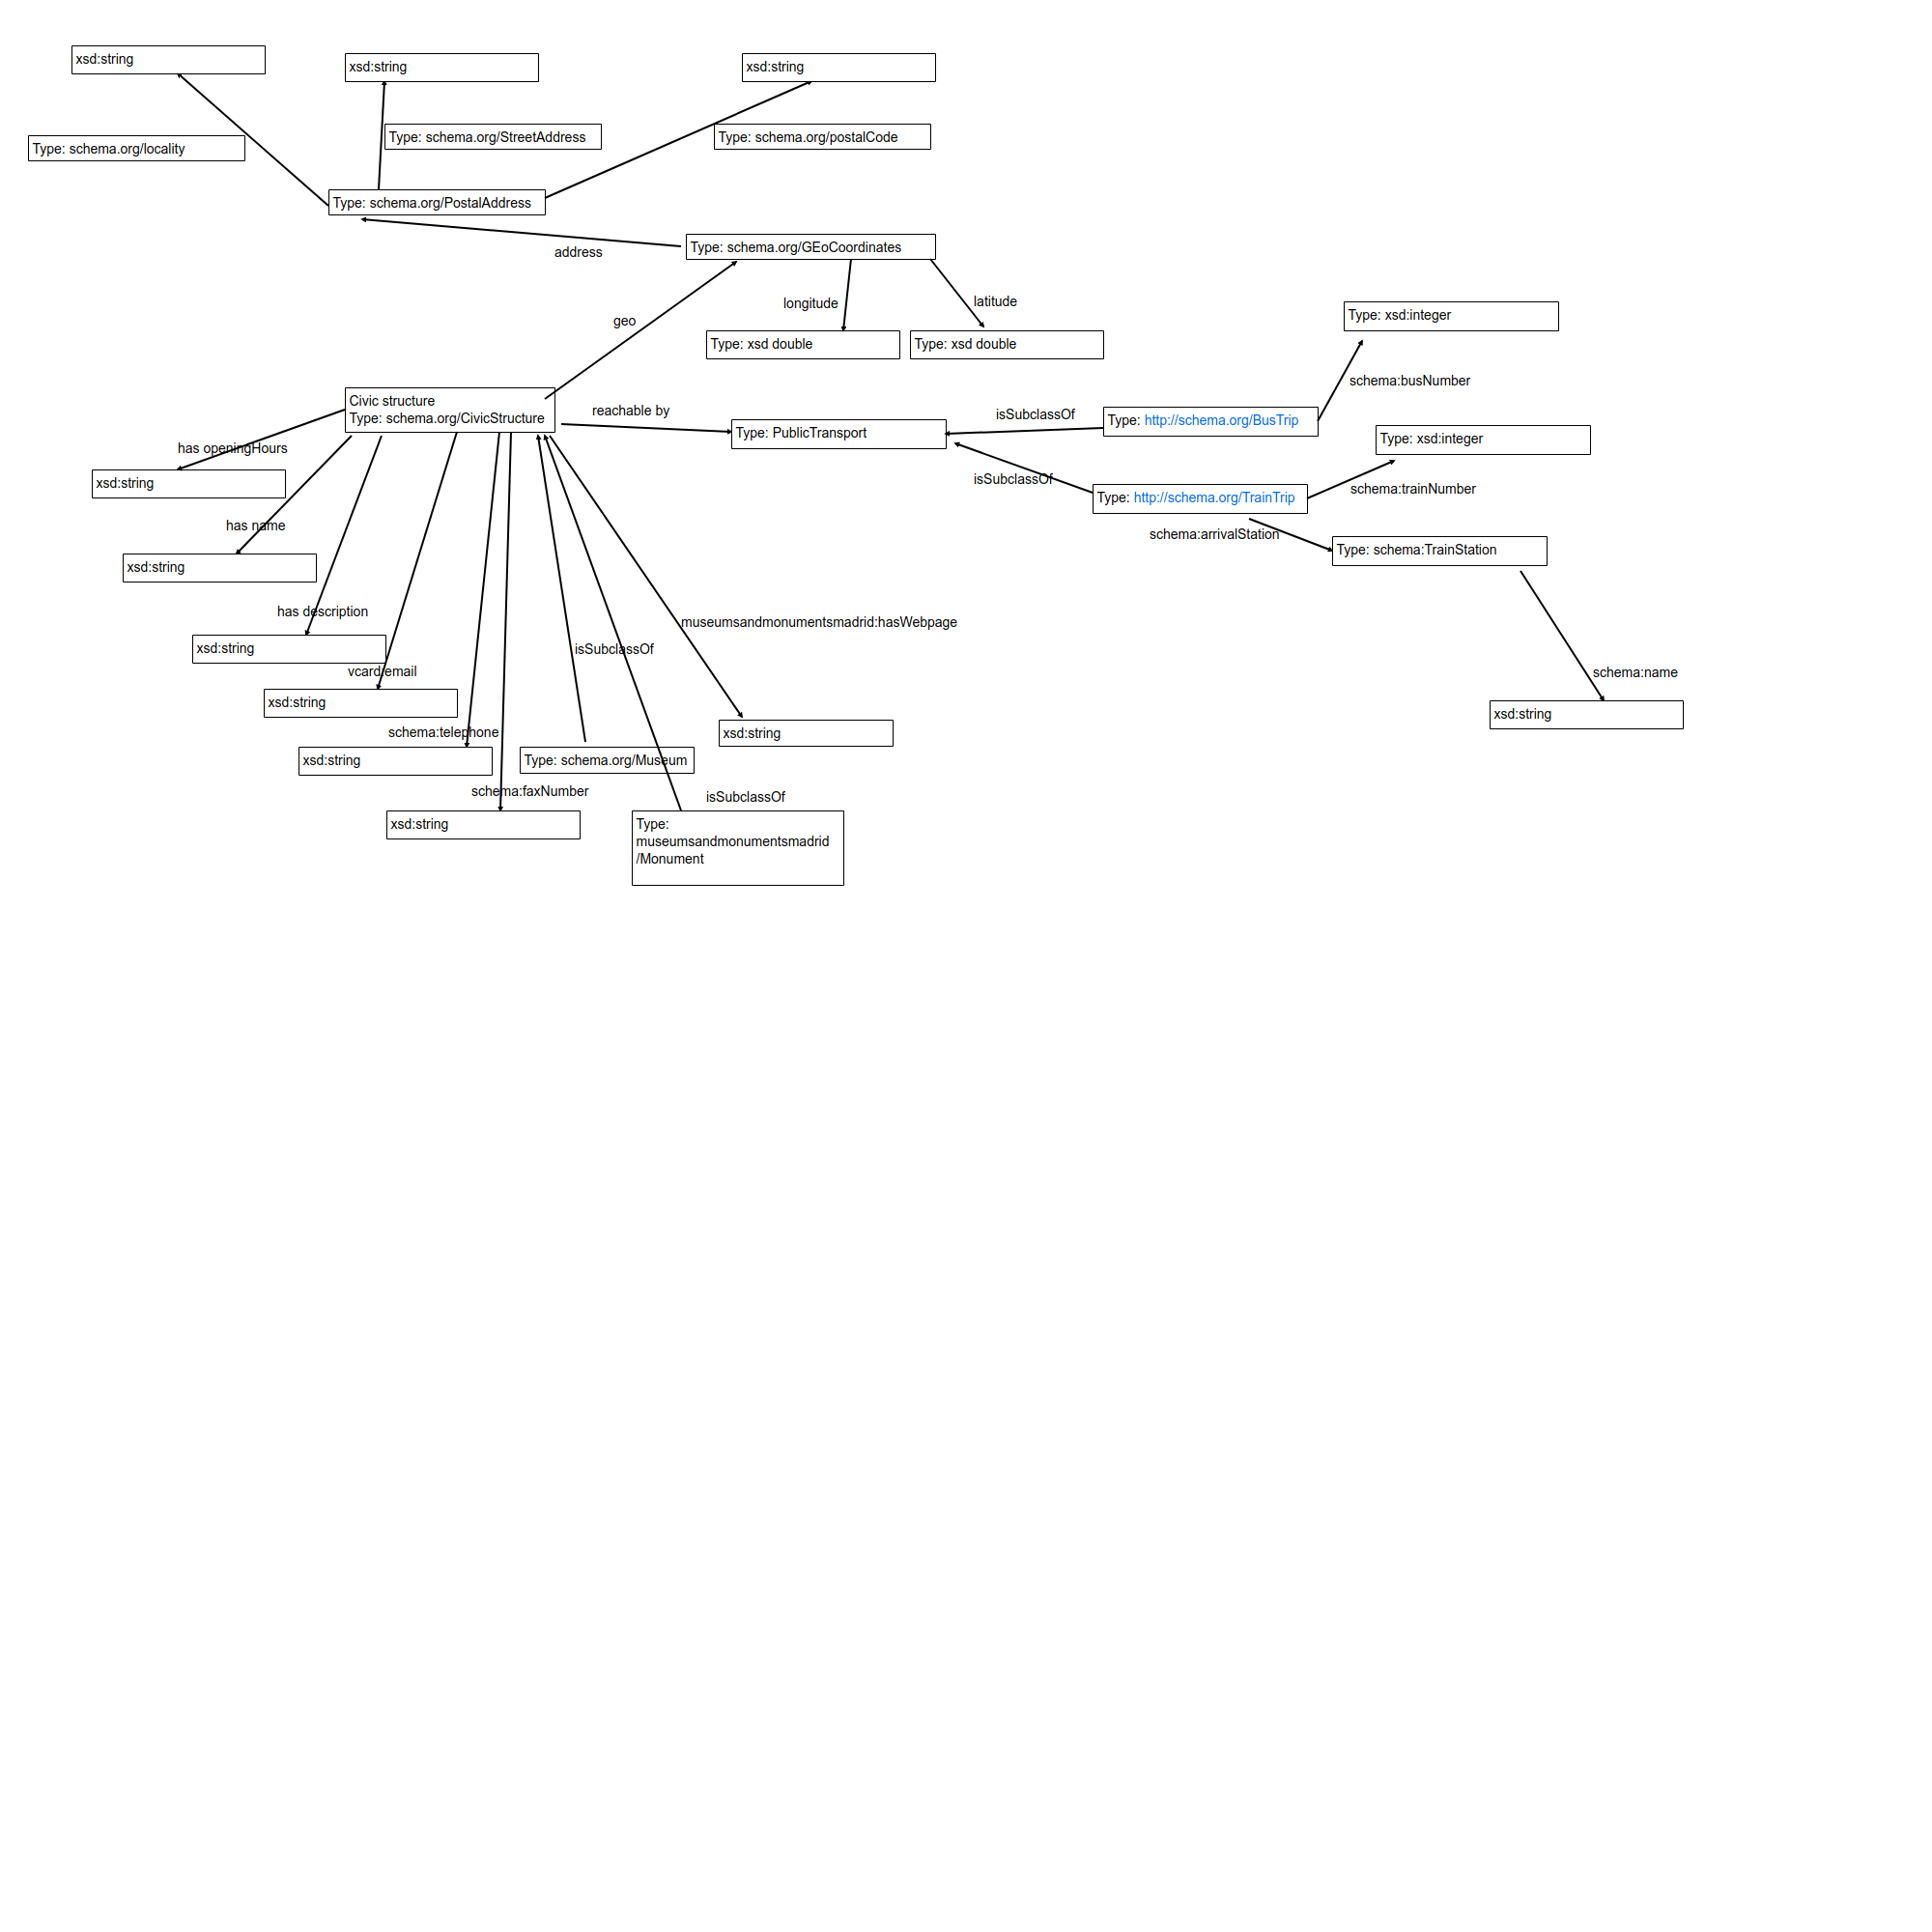 xsd:string
xsd:string
xsd:string
Type: schema.org/StreetAddress
Type: schema.org/postalCode
Type: schema.org/locality
Type: schema.org/PostalAddress
address
Type: schema.org/GEoCoordinates
longitude
latitude
geo
Type: xsd:integer
Type: xsd double
Type: xsd double
schema:busNumber
Civic structure
Type: schema.org/CivicStructure
reachable by
isSubclassOf
Type: http://schema.org/BusTrip
Type: PublicTransport
Type: xsd:integer
has openingHours
xsd:string
isSubclassOf
Type: http://schema.org/TrainTrip
schema:trainNumber
has name
schema:arrivalStation
Type: schema:TrainStation
xsd:string
has description
museumsandmonumentsmadrid:hasWebpage
xsd:string
isSubclassOf
vcard:email
schema:name
xsd:string
xsd:string
schema:telephone
xsd:string
xsd:string
Type: schema.org/Museum
schema:faxNumber
isSubclassOf
xsd:string
Type:
museumsandmonumentsmadrid
/Monument